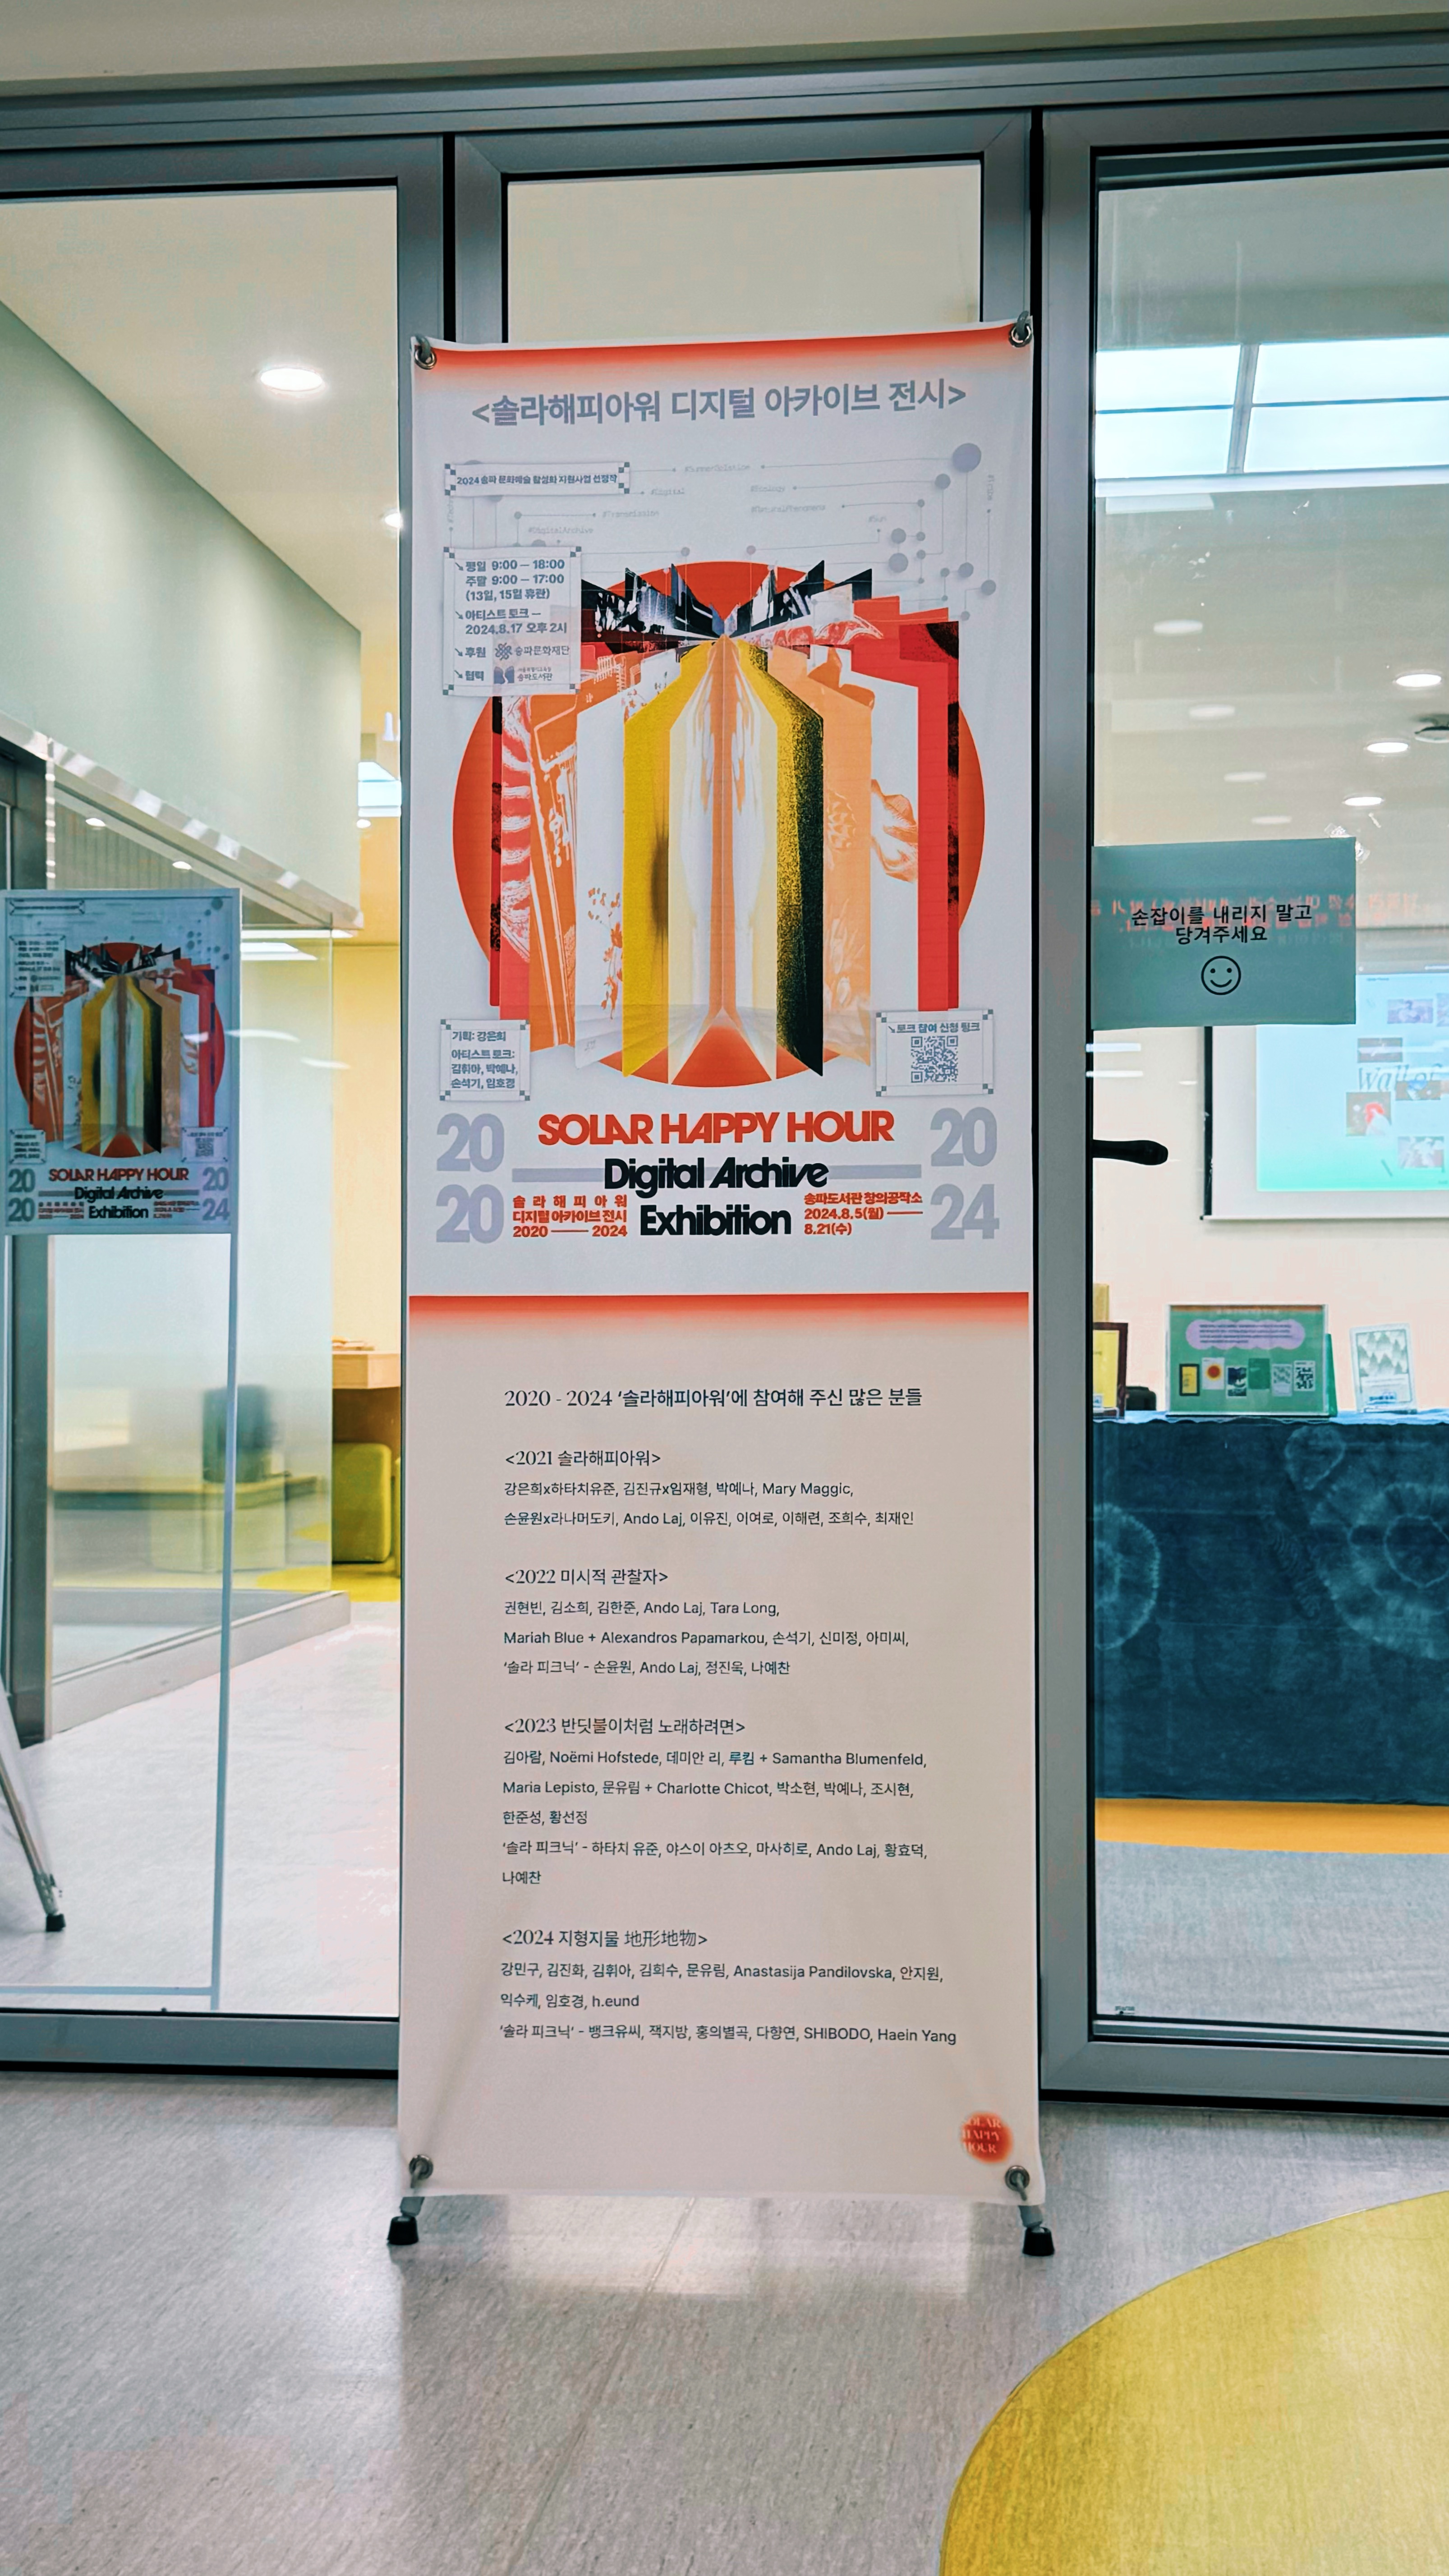 <솔라해피아워 디지털 아카이브 전시>
2024 송파 문화예술 활성화 지원사업 선정작
#SummerSolstice
#Digital
#Ecology
#Transmission
#NaturalPhenomena
#DigitalArchive
#Sun
↘평일 9:00 — 18:00
주말 9:00 — 17:00
(13일, 15일 휴관)
↘아티스트 토크 —
2024.8.17 오후 2시
↘후원 송파문화재단
↘협력 서울특별시교육청
송파도서관
기획: 강은희
아티스트 토크:
김휘아, 박예나,
손석기, 임호경
↘토크 참여 신청 링크
20 SOLAR HAPPY HOUR 20
Digital Archive
20 솔라해피아워 Exhibition 송파도서관 창의공작소 24
디지털 아카이브 전시 2024.8.5(월) ——
2020 —— 2024 8.21(수)
2020 - 2024 ‘솔라해피아워’에 참여해 주신 많은 분들
<2021 솔라해피아워>
강은희x하타치유준, 김진규x임재형, 박예나, Mary Maggic,
손윤원x라나머도키, Ando Laj, 이유진, 이여로, 이해련, 조희수, 최재인
<2022 미시적 관찰자>
권현빈, 김소희, 김한준, Ando Laj, Tara Long,
Mariah Blue + Alexandros Papamarkou, 손석기, 신미정, 아미씨,
‘솔라 피크닉’ - 손윤원, Ando Laj, 정진욱, 나예찬
<2023 반딧불이처럼 노래하려면>
김아람, Noëmi Hofstede, 데미안 리, 루킴 + Samantha Blumenfeld,
Maria Lepisto, 문유림 + Charlotte Chicot, 박소현, 박예나, 조시현,
한준성, 황선정
‘솔라 피크닉’ - 하타치 유준, 야스이 아츠오, 마사히로, Ando Laj, 황효덕,
나예찬
<2024 지형지물 地形地物>
강민구, 김진화, 김휘아, 김희수, 문유림, Anastasija Pandilovska, 안지원,
익수케, 임호경, h.eund
‘솔라 피크닉’ - 뱅크유씨, 잭지방, 홍의별곡, 다향연, SHIBODO, Haein Yang
SOLAR
HAPPY
HOUR
손잡이를 내리지 말고
당겨주세요
wall of
20 SOLAR HAPPY HOUR 20
Digital Archive
20 Exhibition 24